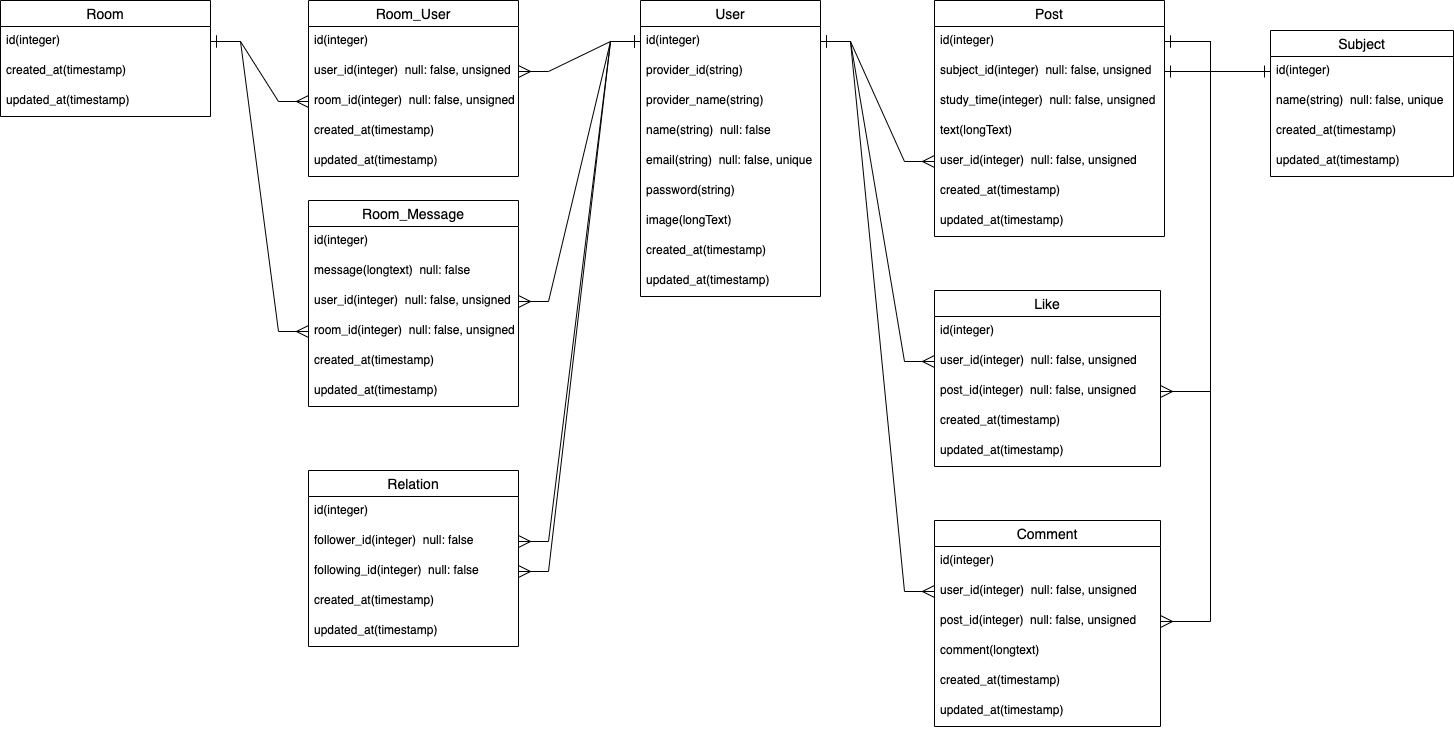 Room
id(integer)
created_at(timestamp)
updated_at(timestamp)
Room_User
id(integer)
user_id(integer)  null: false, unsigned
room_id(integer)  null: false, unsigned
created_at(timestamp)
updated_at(timestamp)
Room_Message
id(integer)
message(longtext)  null: false
user_id(integer)  null: false, unsigned
room_id(integer)  null: false, unsigned
created_at(timestamp)
updated_at(timestamp)
Relation
id(integer)
follower_id(integer)  null: false
following_id(integer)  null: false
created_at(timestamp)
updated_at(timestamp)
User
id(integer)
provider_id(string)
provider_name(string)
name(string)  null: false
email(string)  null: false, unique
password(string)
image(longText)
created_at(timestamp)
updated_at(timestamp)
Post
id(integer)
subject_id(integer)  null: false, unsigned
study_time(integer)  null: false, unsigned
text(longText)
user_id(integer)  null: false, unsigned
created_at(timestamp)
updated_at(timestamp)
Like
id(integer)
user_id(integer)  null: false, unsigned
post_id(integer)  null: false, unsigned
created_at(timestamp)
updated_at(timestamp)
Comment
id(integer)
user_id(integer)  null: false, unsigned
post_id(integer)  null: false, unsigned
comment(longtext)
created_at(timestamp)
updated_at(timestamp)
Subject
id(integer)
name(string)  null: false, unique
created_at(timestamp)
updated_at(timestamp)